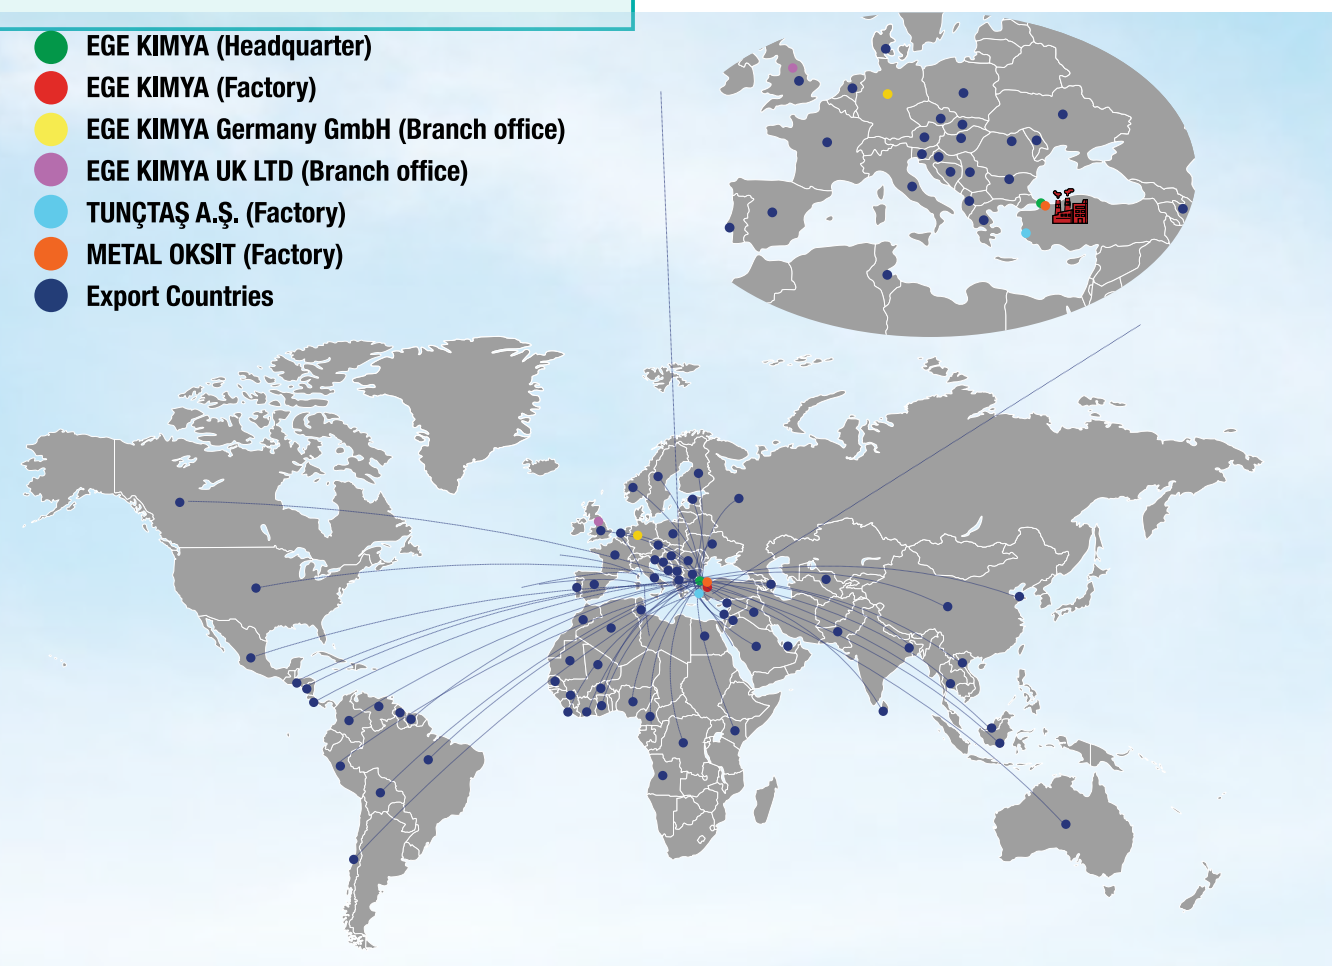 EGE KIMYA (Headquarter)
EGE KIMYA (Factory)
EGE KIMYA Germany GmbH (Branch office)
EGE KIMYA UK LTD (Branch office)
TUNÇTAŞ A.Ş. (Factory)
METAL OKSIT (Factory)
Export Countries